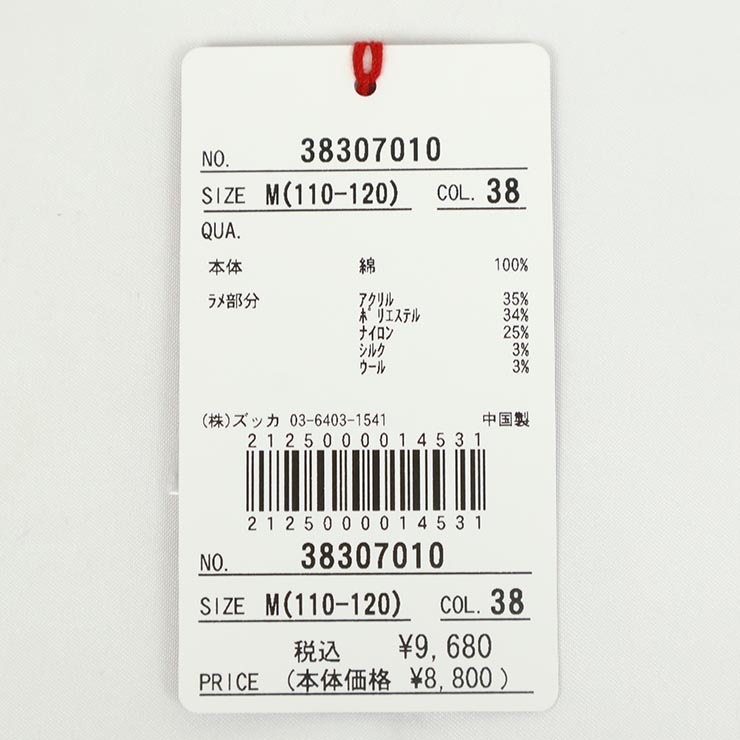 NO. 38307010
SIZE M(110-120) COL. 38
QUA.
本体 綿 100%
ラメ部分 アクリル 35%
ポリエステル 34%
ナイロン 25%
シルク 3%
ウール 3%
(株)ズッカ 03-6403-1541 中国製
2125000014531
2125000014531
NO. 38307010
SIZE M(110-120) COL. 38
税込 ¥9,680
PRICE (本体価格 ¥8,800)